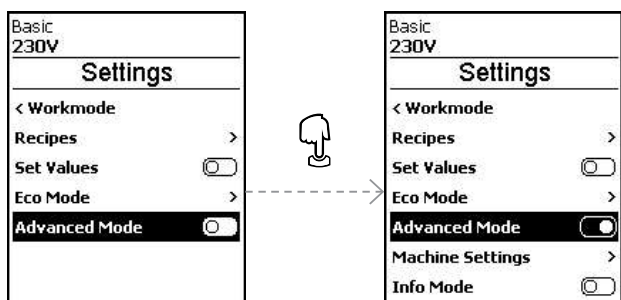 Basic
230V
Settings
< Workmode
Recipes >
Set Values
Eco Mode >
Advanced Mode
Basic
230V
Settings
< Workmode
Recipes >
Set Values
Eco Mode >
Advanced Mode
Machine Settings >
Info Mode